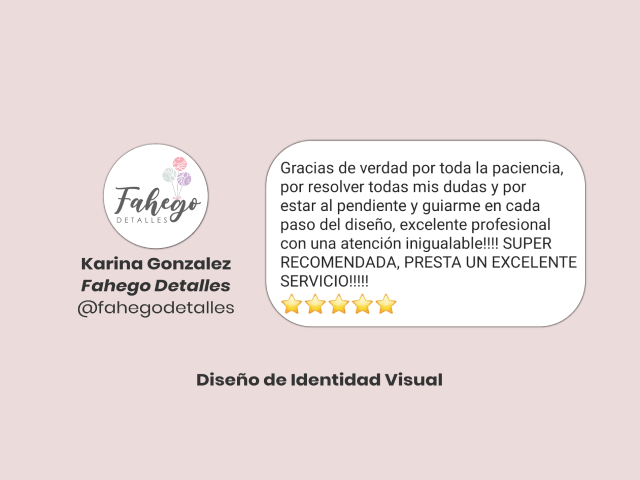 Fahego
DETALLES
Karina Gonzalez
Fahego Detalles
@fahegodetalles
Gracias de verdad por toda la paciencia,
por resolver todas mis dudas y por
estar al pendiente y guiarme en cada
paso del diseño, excelente profesional
con una atención inigualable!!!! SUPER
RECOMENDADA, PRESTA UN EXCELENTE
SERVICIO!!!!!
Diseño de Identidad Visual